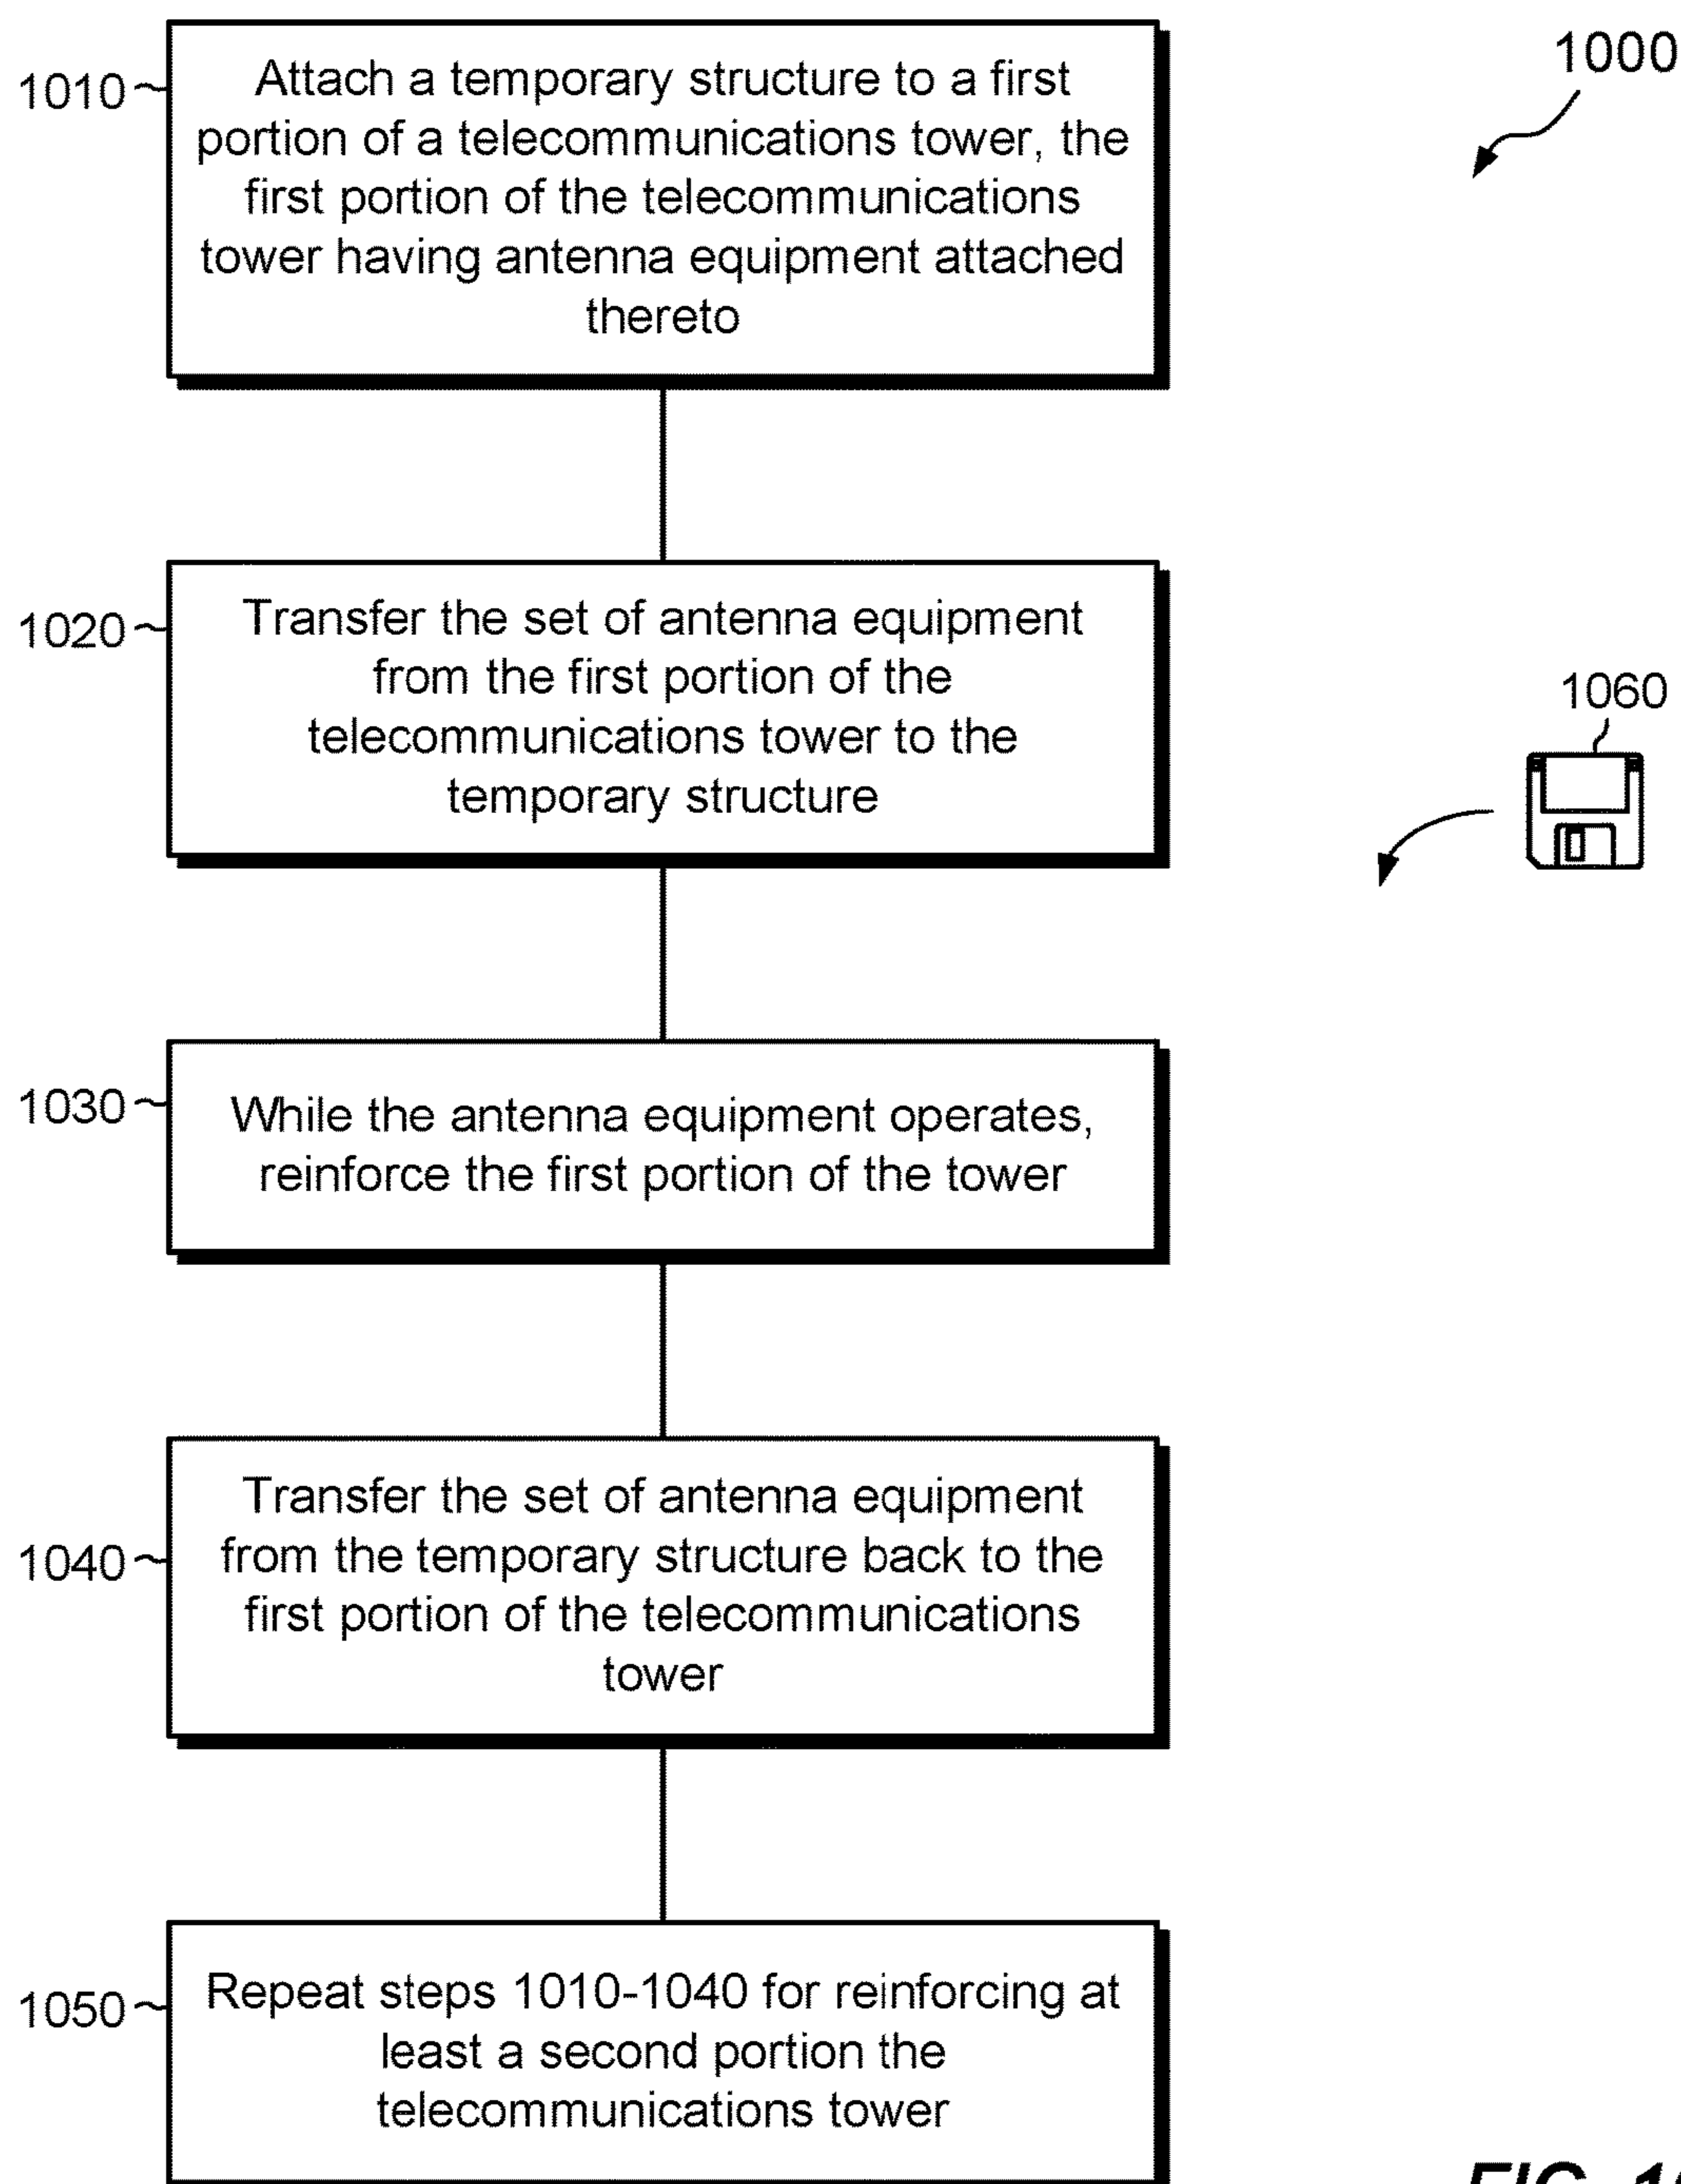 1000
1010
Attach a temporary structure to a first
portion of a telecommunications tower, the
first portion of the telecommunications
tower having antenna equipment attached
thereto
1020
Transfer the set of antenna equipment
from the first portion of the
telecommunications tower to the
temporary structure
1060
1030
While the antenna equipment operates,
reinforce the first portion of the tower
1040
Transfer the set of antenna equipment
from the temporary structure back to the
first portion of the telecommunications
tower
1050
Repeat steps 1010-1040 for reinforcing at
least a second portion the
telecommunications tower
FIG.